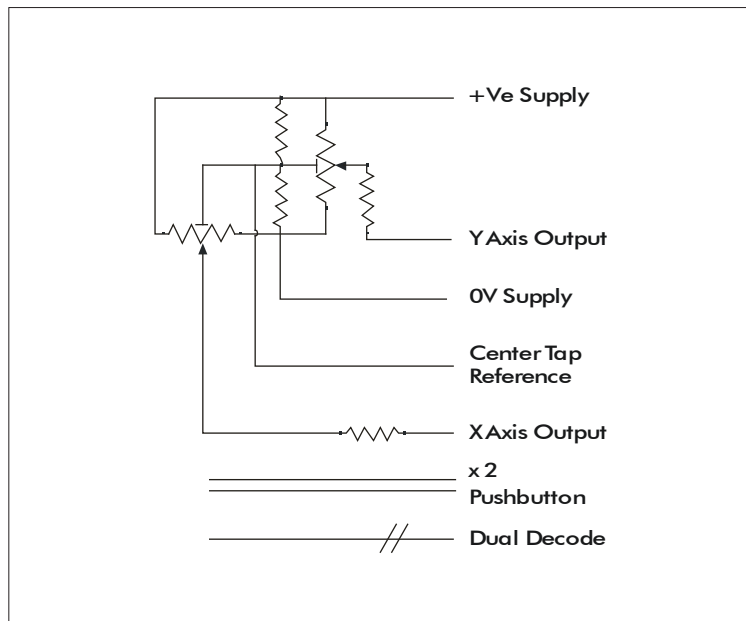 +Ve Supply
Y Axis Output
0V Supply
Center Tap
Reference
X Axis Output
x 2
Pushbutton
Dual Decode